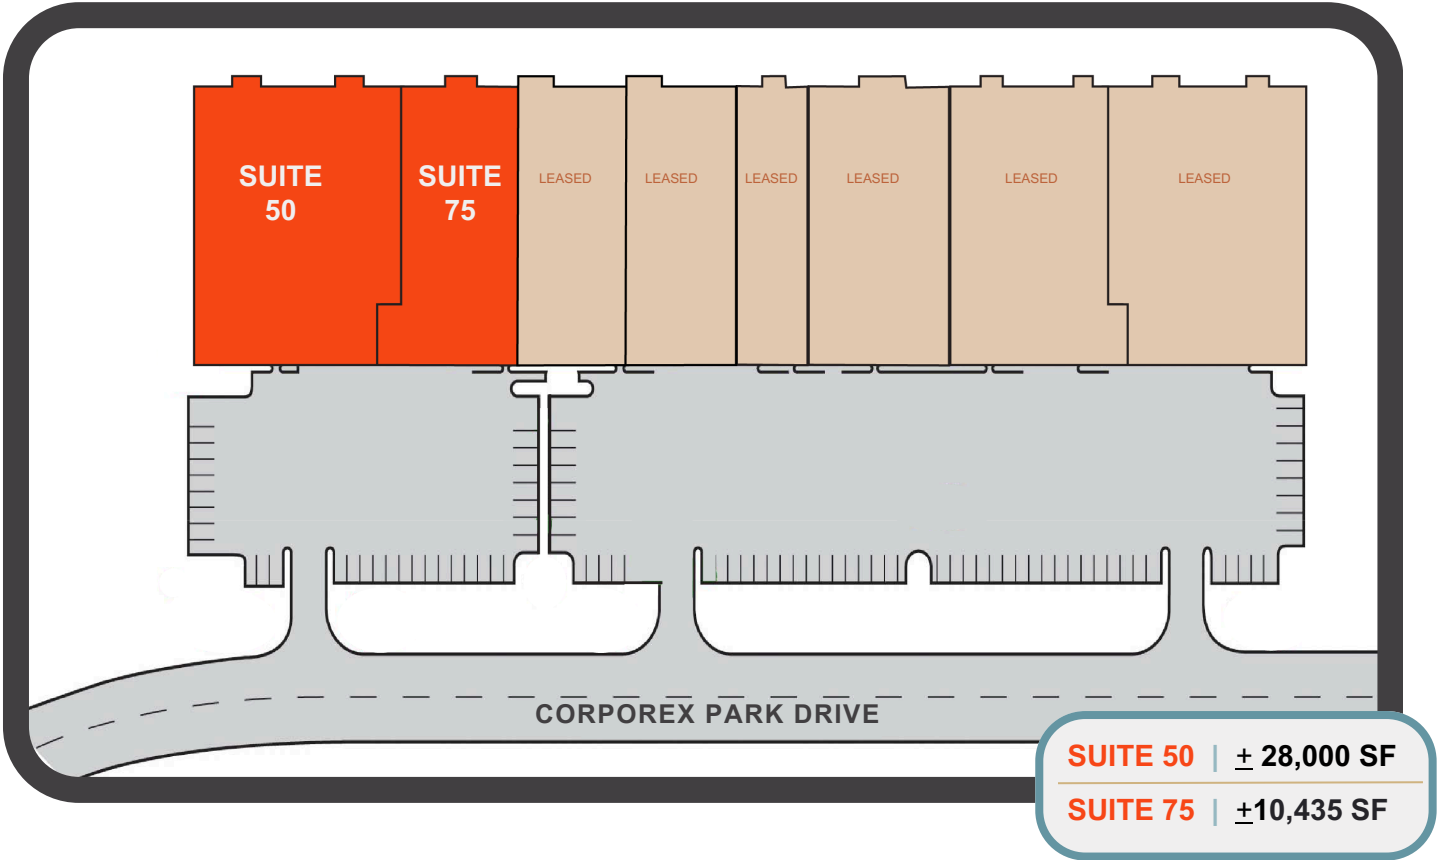 SUITE
50
SUITE
75
LEASED
LEASED
LEASED
LEASED
LEASED
LEASED
CORPOREX PARK DRIVE
SUITE 50 | ± 28,000 SF
SUITE 75 | ±10,435 SF